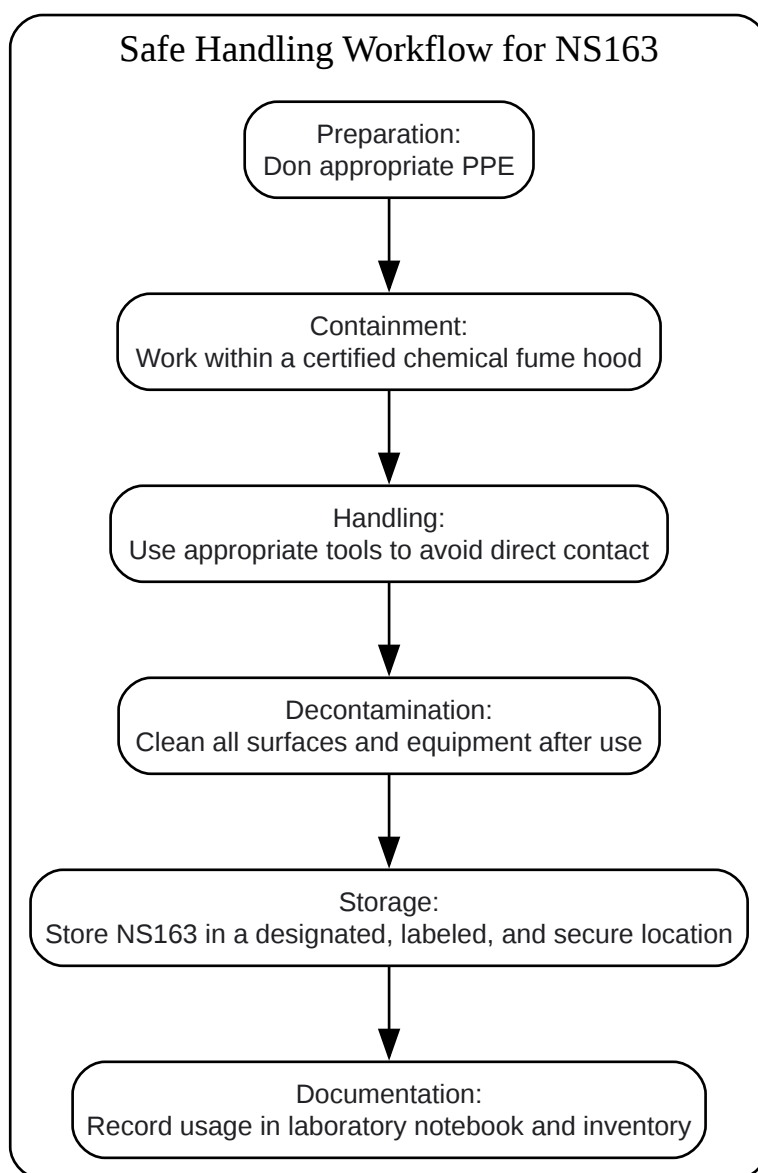 Safe Handling Workflow for NS163
Preparation:
Don appropriate PPE
Containment:
Work within a certified chemical fume hood
Handling:
Use appropriate tools to avoid direct contact
Decontamination:
Clean all surfaces and equipment after use
Storage:
Store NS163 in a designated, labeled, and secure location
Documentation:
Record usage in laboratory notebook and inventory